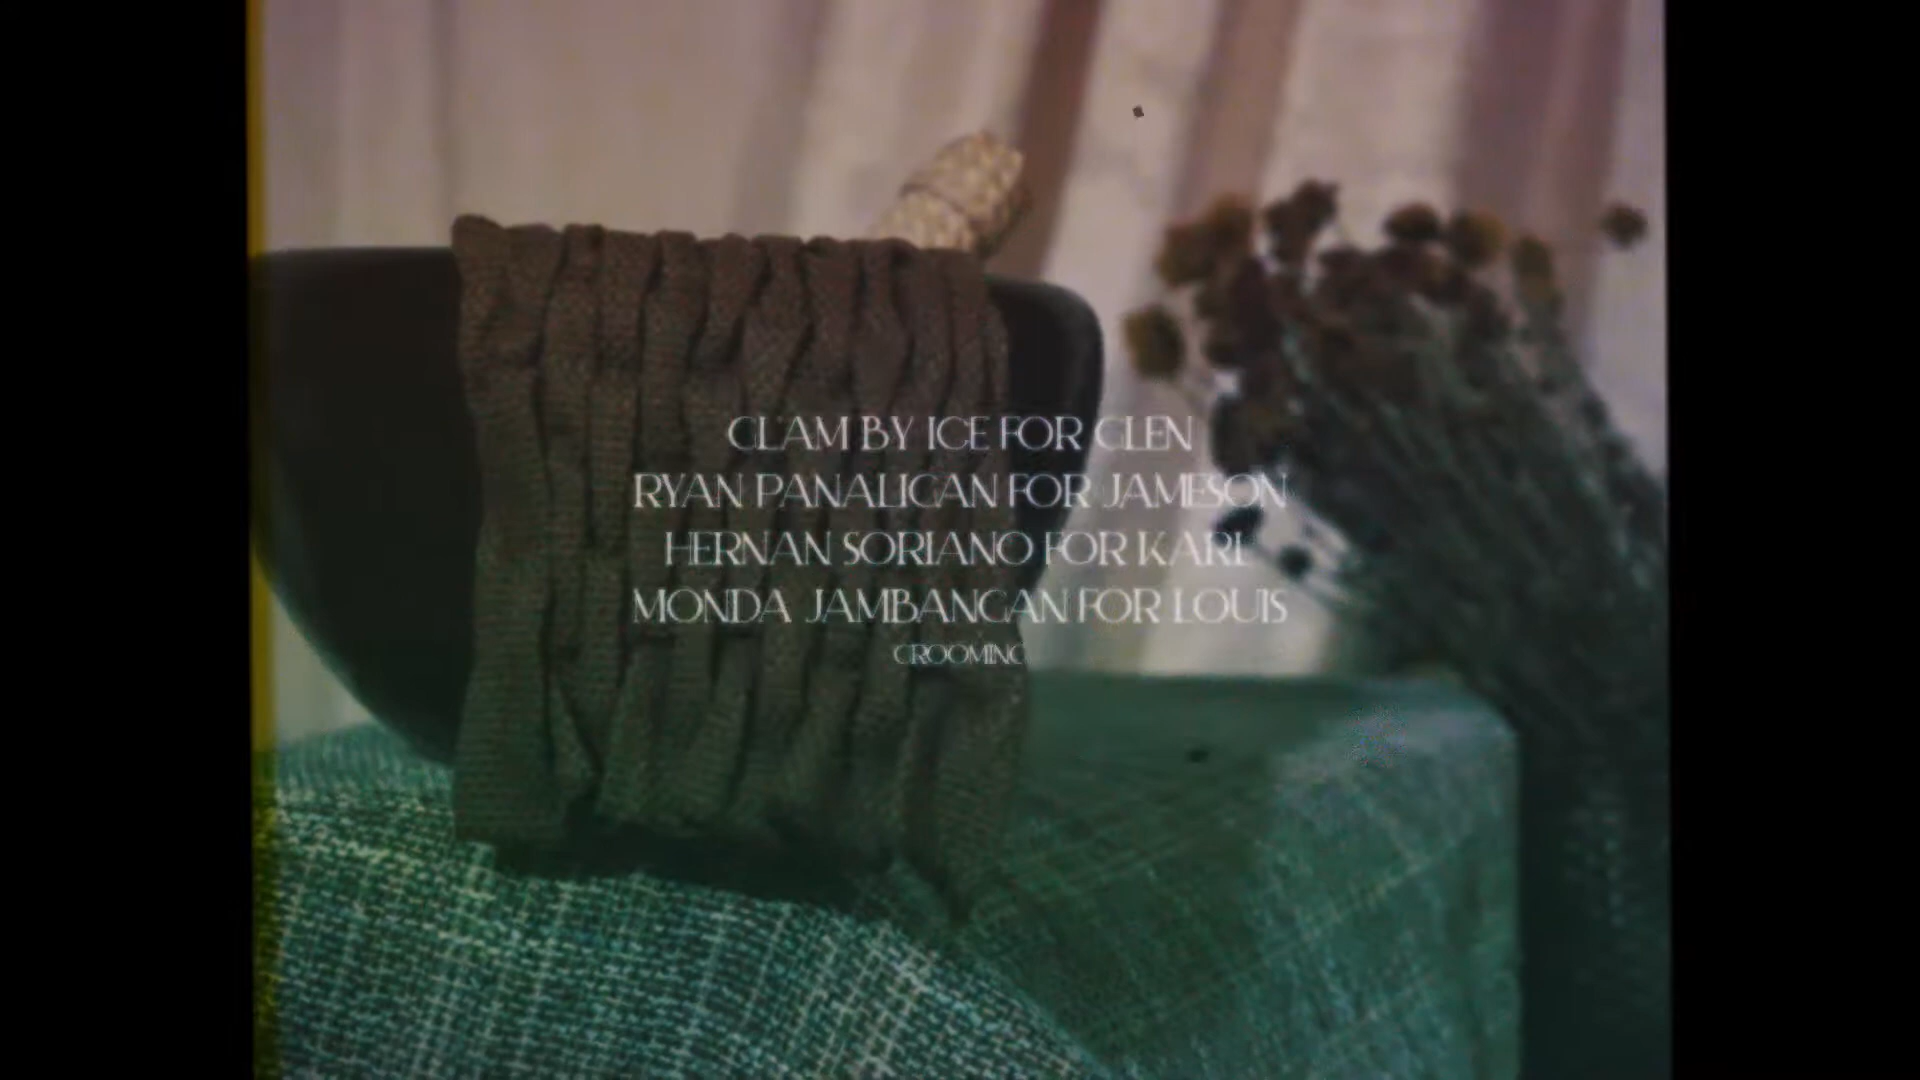 GLAM BY ICE FOR GLEN
RYAN PANALIGAN FOR JAMESON
HERNAN SORIANO FOR KARL
MONDA JAMBANGAN FOR LOUIS
GROOMING